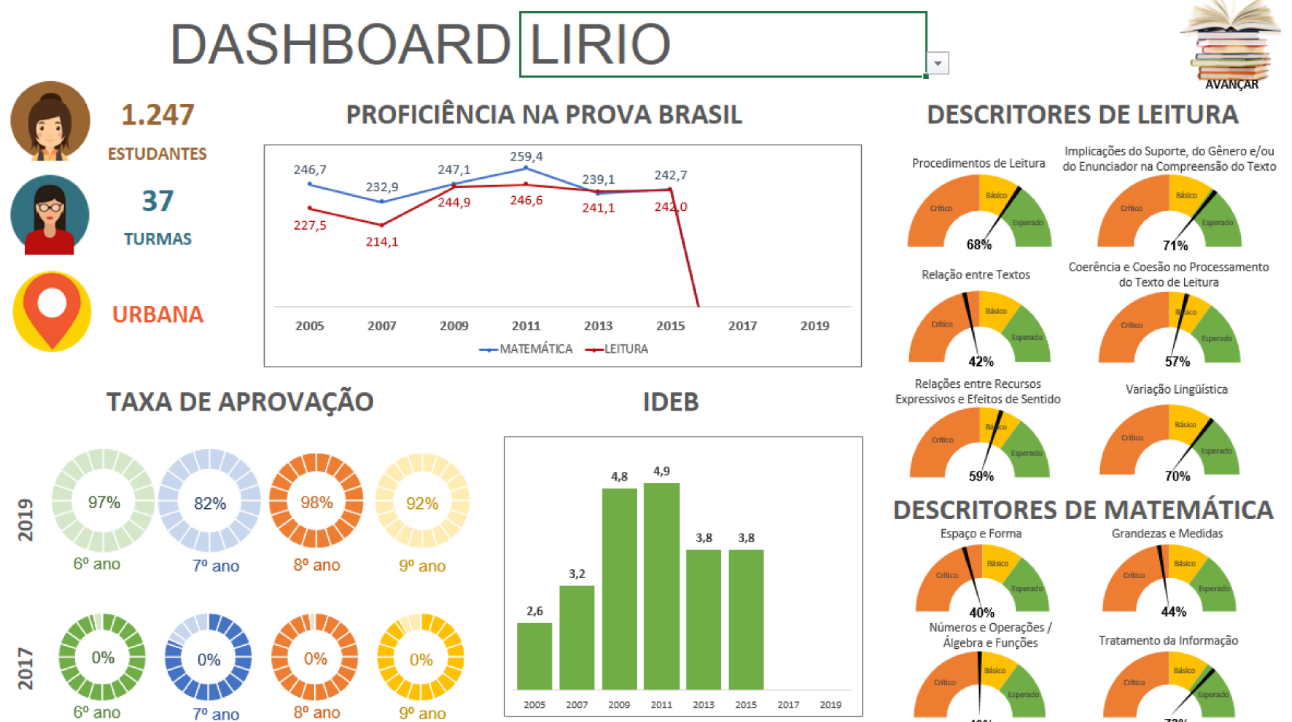 DASHBOARD LIRIO
AVANÇAR
1.247
ESTUDANTES
37
TURMAS
URBANA
PROFICIÊNCIA NA PROVA BRASIL
246,7
232,9
247,1
259,4
239,1
242,7
227,5
214,1
244,9
246,6
241,1
242,0
2005 2007 2009 2011 2013 2015 2017 2019
MATEMÁTICA LEITURA
TAXA DE APROVAÇÃO
2019
97% 82% 98% 92%
6º ano 7º ano 8º ano 9º ano
2017
0% 0% 0% 0%
6º ano 7º ano 8º ano 9º ano
IDEB
2,6
3,2
4,8
4,9
3,8
3,8
2005 2007 2009 2011 2013 2015 2017 2019
DESCRITORES DE LEITURA
Procedimentos de Leitura
Crítico Básico Esperado
68%
Implicações do Suporte, do Gênero e/ou
do Enunciador na Compreensão do Texto
Crítico Básico Esperado
71%
Relação entre Textos
Crítico Básico Esperado
42%
Coerência e Coesão no Processamento
do Texto de Leitura
Crítico Básico Esperado
57%
Relações entre Recursos
Expressivos e Efeitos de Sentido
Crítico Básico Esperado
59%
Variação Lingüística
Crítico Básico Esperado
70%
DESCRITORES DE MATEMÁTICA
Espaço e Forma
Crítico Básico Esperado
40%
Grandezas e Medidas
Crítico Básico Esperado
44%
Números e Operações /
Álgebra e Funções
Crítico Básico Esperado
Tratamento da Informação
Crítico Básico Esperado